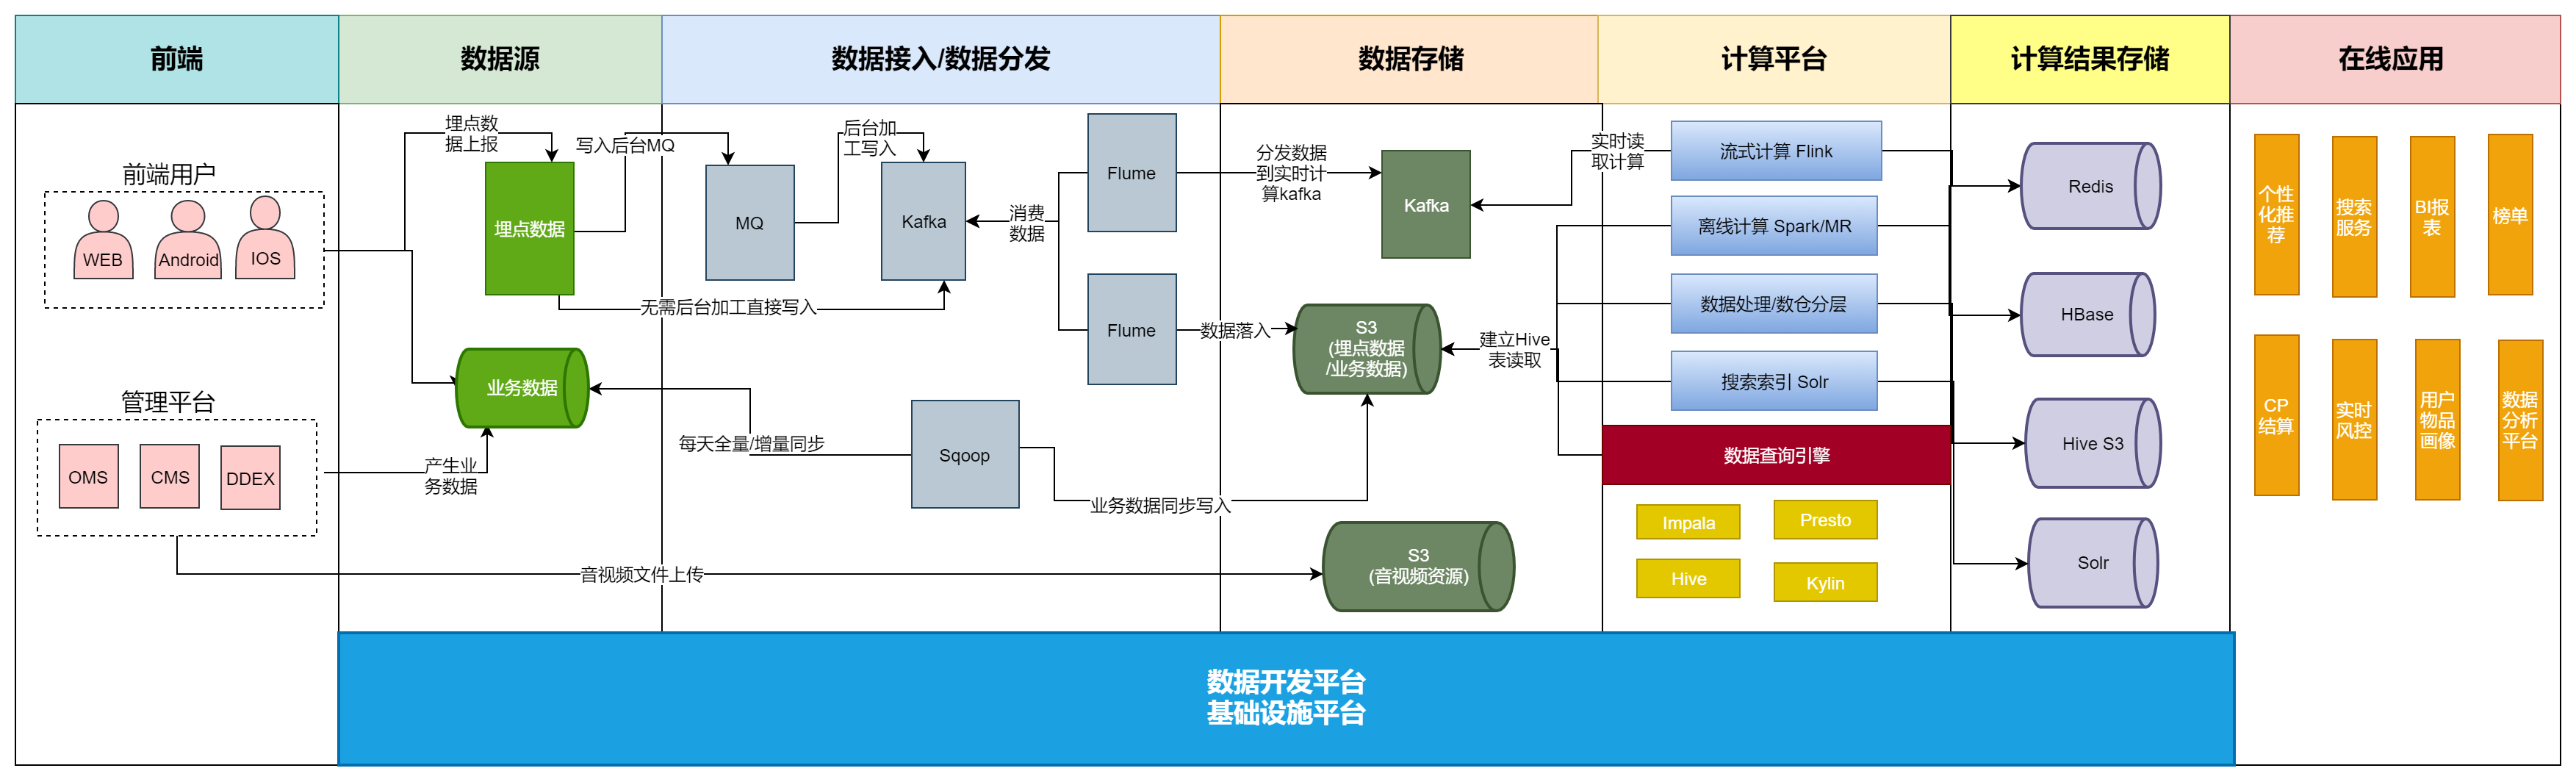 前端
数据源
数据接入/数据分发
数据存储
计算平台
计算结果存储
在线应用
前端用户
WEB
Android
IOS
管理平台
OMS
CMS
DDEX
埋点数
据上报
埋点数据
写入后台MQ
无需后台加工直接写入
业务数据
产生业
务数据
音视频文件上传
MQ
后台加
工写入
Kafka
消费
数据
Flume
Flume
每天全量/增量同步
Sqoop
业务数据同步写入
分发数据
到实时计
算kafka
数据落入
Kafka
S3
(埋点数据
/业务数据)
S3
(音视频资源)
实时读
取计算
建立Hive
表读取
流式计算 Flink
离线计算 Spark/MR
数据处理/数仓分层
搜索索引 Solr
数据查询引擎
Impala
Presto
Hive
Kylin
Redis
HBase
Hive S3
Solr
个性
化推
荐
搜索
服务
BI报
表
榜单
CP
结算
实时
风控
用户
物品
画像
数据
分析
平台
数据开发平台
基础设施平台